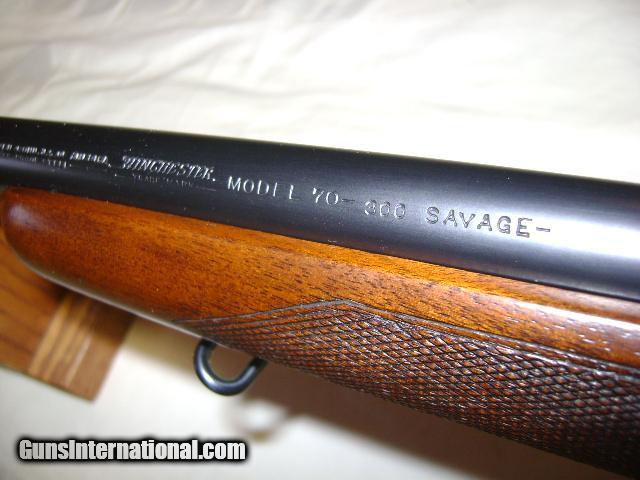 WINCHESTER
TRADE MARK
MODEL 70-300 SAVAGE-
GunsInternational.com